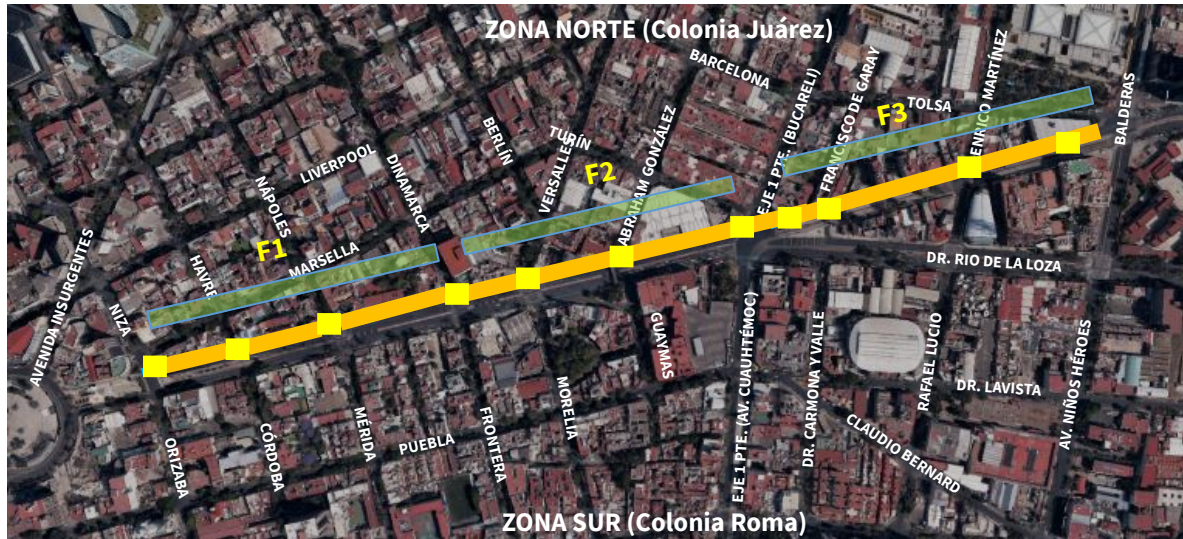 ZONA NORTE (Colonia Juárez)
BARCELONA
EJE 1 PTE. (BUCARELI)
FRANCISCO DE GARAY
ENRICO MARTÍNEZ
BALDERAS
TOLSA
F3
BERLÍN
TURÍN
VERSALLES
F2
ABRAHAM GONZÁLEZ
LIVERPOOL
DINAMARCA
NÁPOLES
F1
MARSELLA
HAVRE
NIZA
AVENIDA INSURGENTES
DR. RIO DE LA LOZA
GUAYMAS
EJE 1 PTE. (AV. CUAUHTÉMOC)
DR. CARMONA Y VALLE
RAFAEL LUCIO
DR. LAVISTA
AV. NIÑOS HÉROES
CLAUDIO BERNARD
MORELIA
FRONTERA
PUEBLA
MÉRIDA
CÓRDOBA
ORIZABA
ZONA SUR (Colonia Roma)